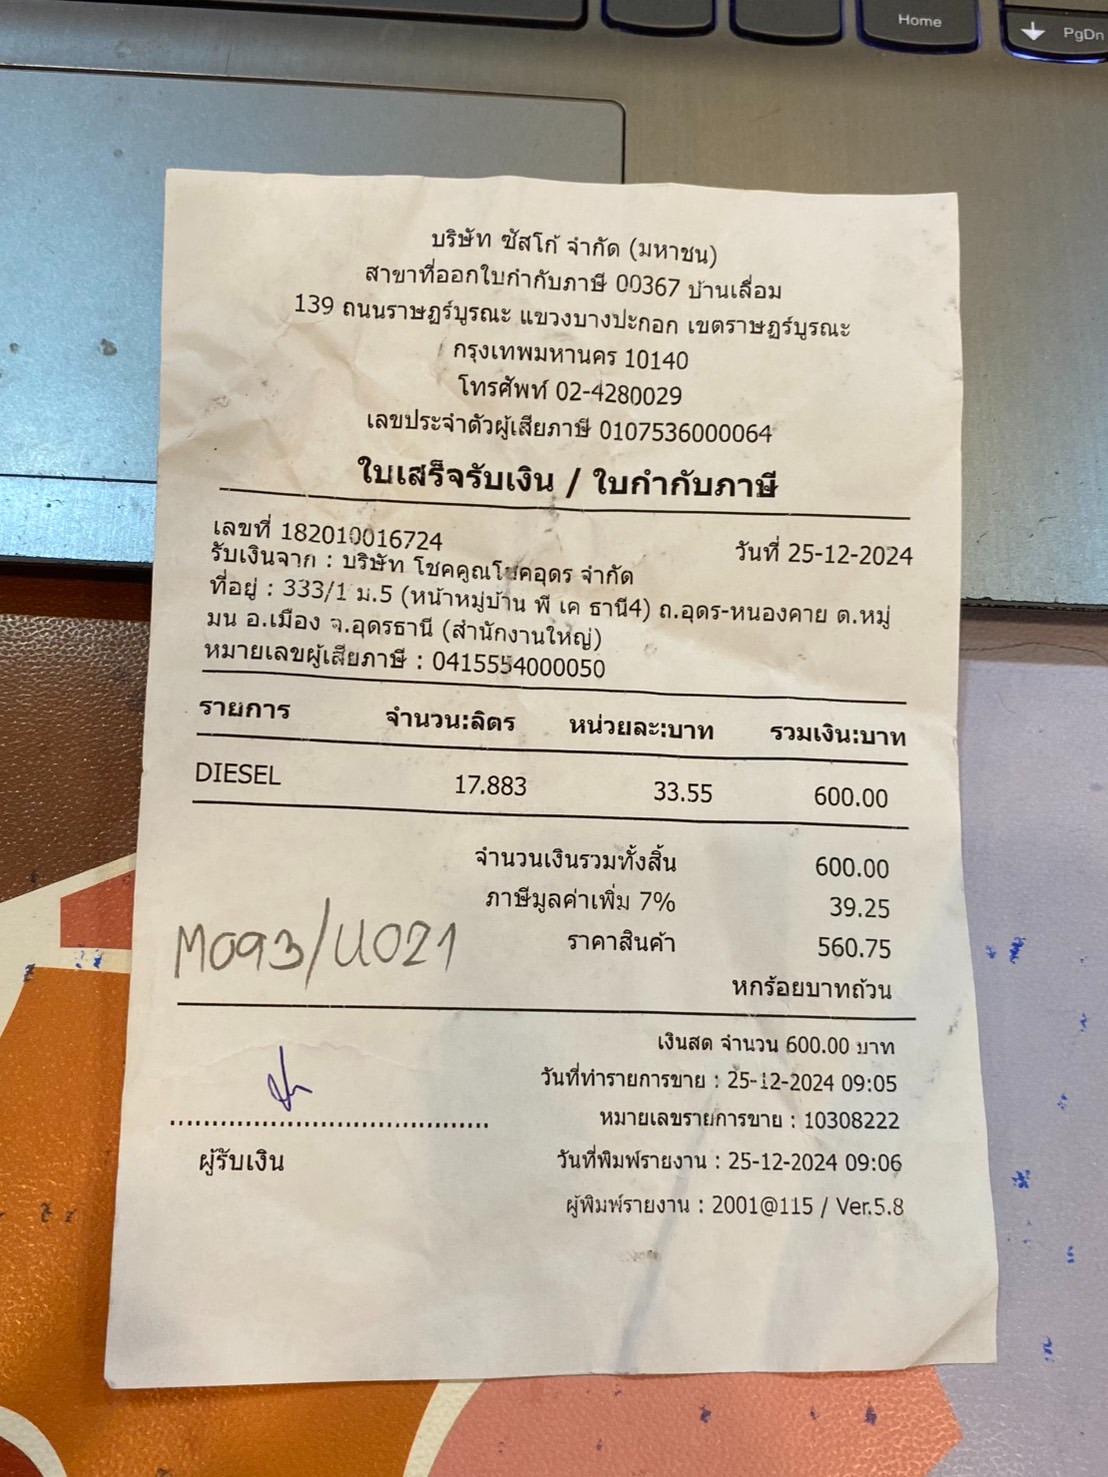 Home
PgDn
บริษัท ซัสโก้ จำกัด (มหาชน)
สาขาที่ออกใบกำกับภาษี 00367 บ้านเลื่อม
139 ถนนราษฎร์บูรณะ แขวงบางปะกอก เขตราษฎร์บูรณะ
กรุงเทพมหานคร 10140
โทรศัพท์ 02-4280029
เลขประจำตัวผู้เสียภาษี 0107536000064
ใบเสร็จรับเงิน / ใบกำกับภาษี
เลขที่ 182010016724 วันที่ 25-12-2024
รับเงินจาก : บริษัท โชคคูณโชคอุดร จำกัด
ที่อยู่ : 333/1 ม.5 (หน้าหมู่บ้าน พี เค ธานี4) ถ.อุดร-หนองคาย ต.หมู่
มน อ.เมือง จ.อุดรธานี (สำนักงานใหญ่)
หมายเลขผู้เสียภาษี : 0415554000050
รายการ จำนวน:ลิตร หน่วยละ:บาท รวมเงิน:บาท
DIESEL 17.883 33.55 600.00
จำนวนเงินรวมทั้งสิ้น 600.00
ภาษีมูลค่าเพิ่ม 7% 39.25
M093/U021 ราคาสินค้า 560.75
หกร้อยบาทถ้วน
เงินสด จำนวน 600.00 บาท
วันที่ทำรายการขาย : 25-12-2024 09:05
หมายเลขรายการขาย : 10308222
ผู้รับเงิน วันที่พิมพ์รายงาน : 25-12-2024 09:06
ผู้พิมพ์รายงาน : 2001@115 / Ver.5.8